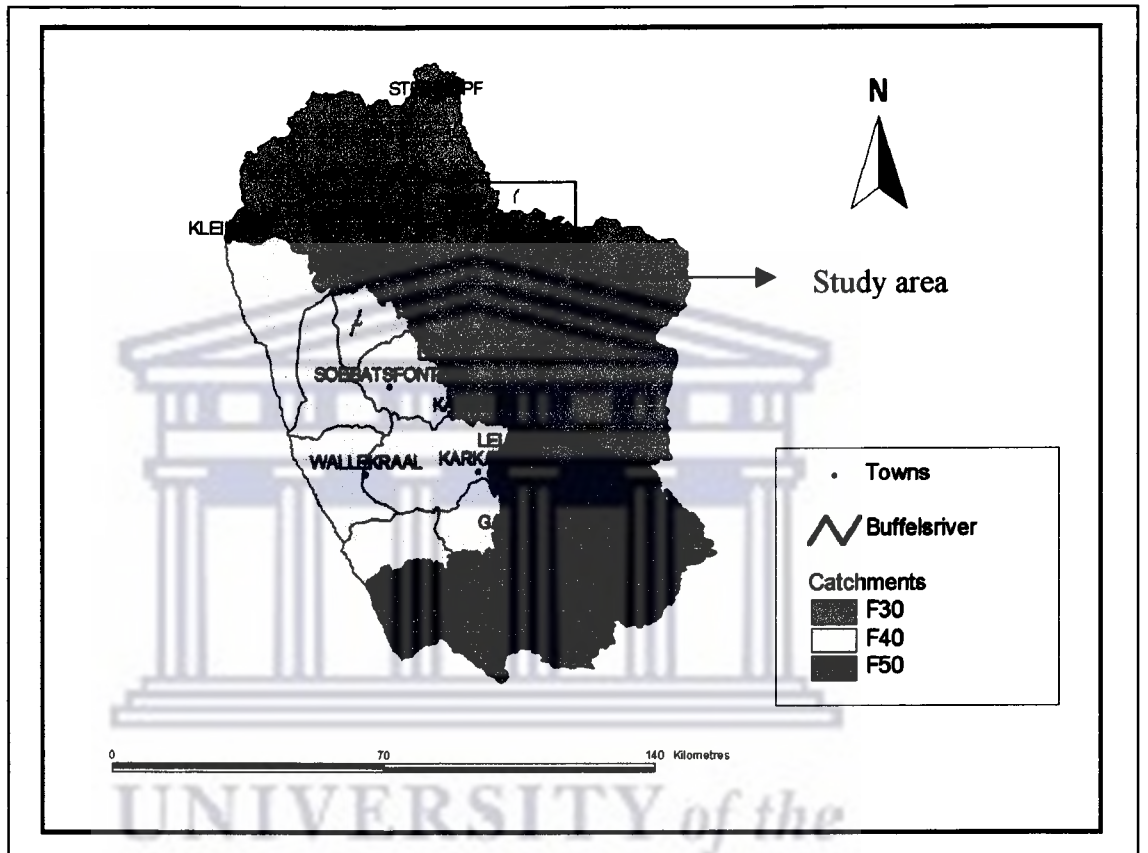 N
Study area
SOEBATSFONT
WALLEKRAAL
Towns
Buffelsriver
Catchments
F30
F40
F50
0 70 140 Kilometres
UNIVERSITY of the